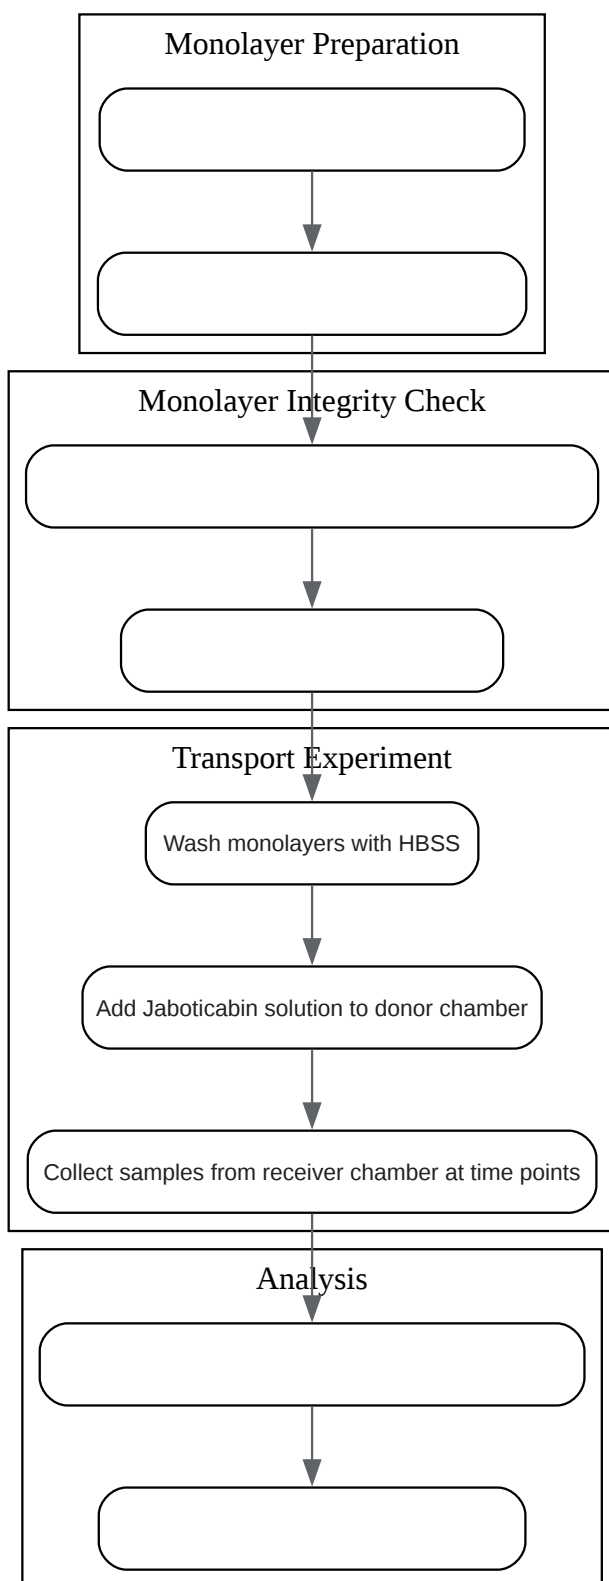 Monolayer Preparation
Monolayer Integrity Check
Transport Experiment
Wash monolayers with HBSS
Add Jaboticabin solution to donor chamber
Collect samples from receiver chamber at time points
Analysis